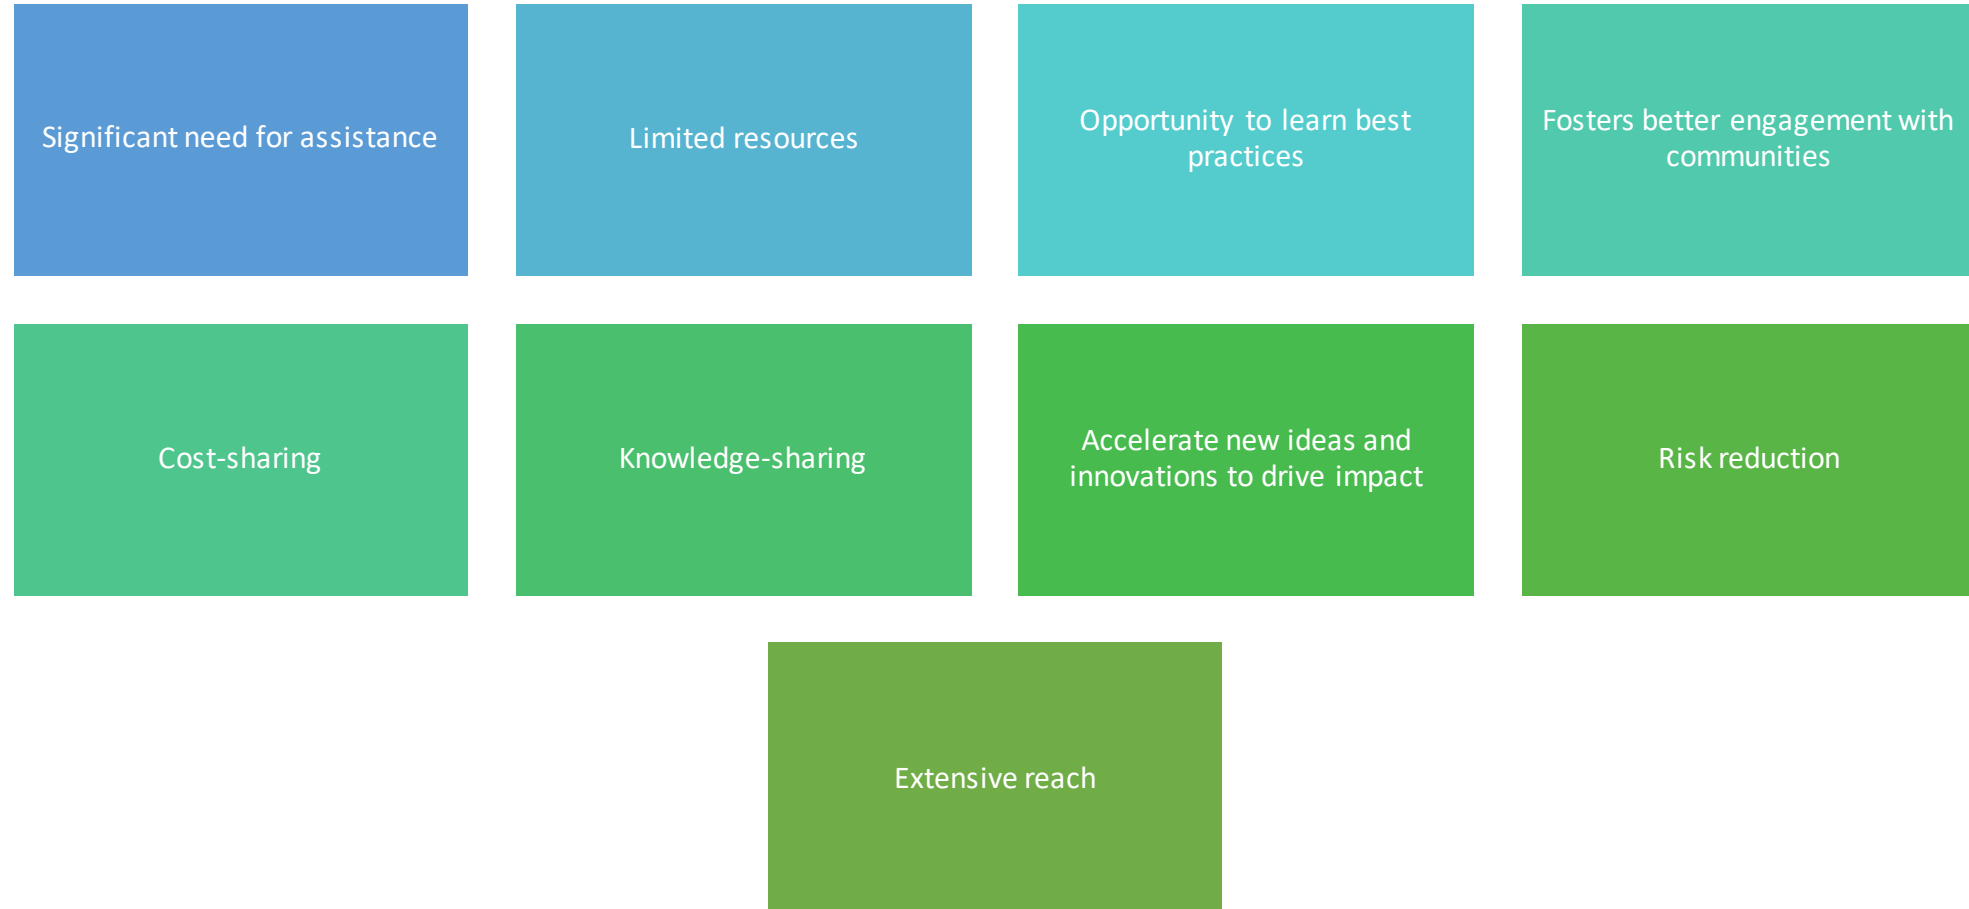 Significant need for assistance
Limited resources
Opportunity to learn best
practices
Fosters better engagement with
communities
Cost-sharing
Knowledge-sharing
Accelerate new ideas and
innovations to drive impact
Risk reduction
Extensive reach